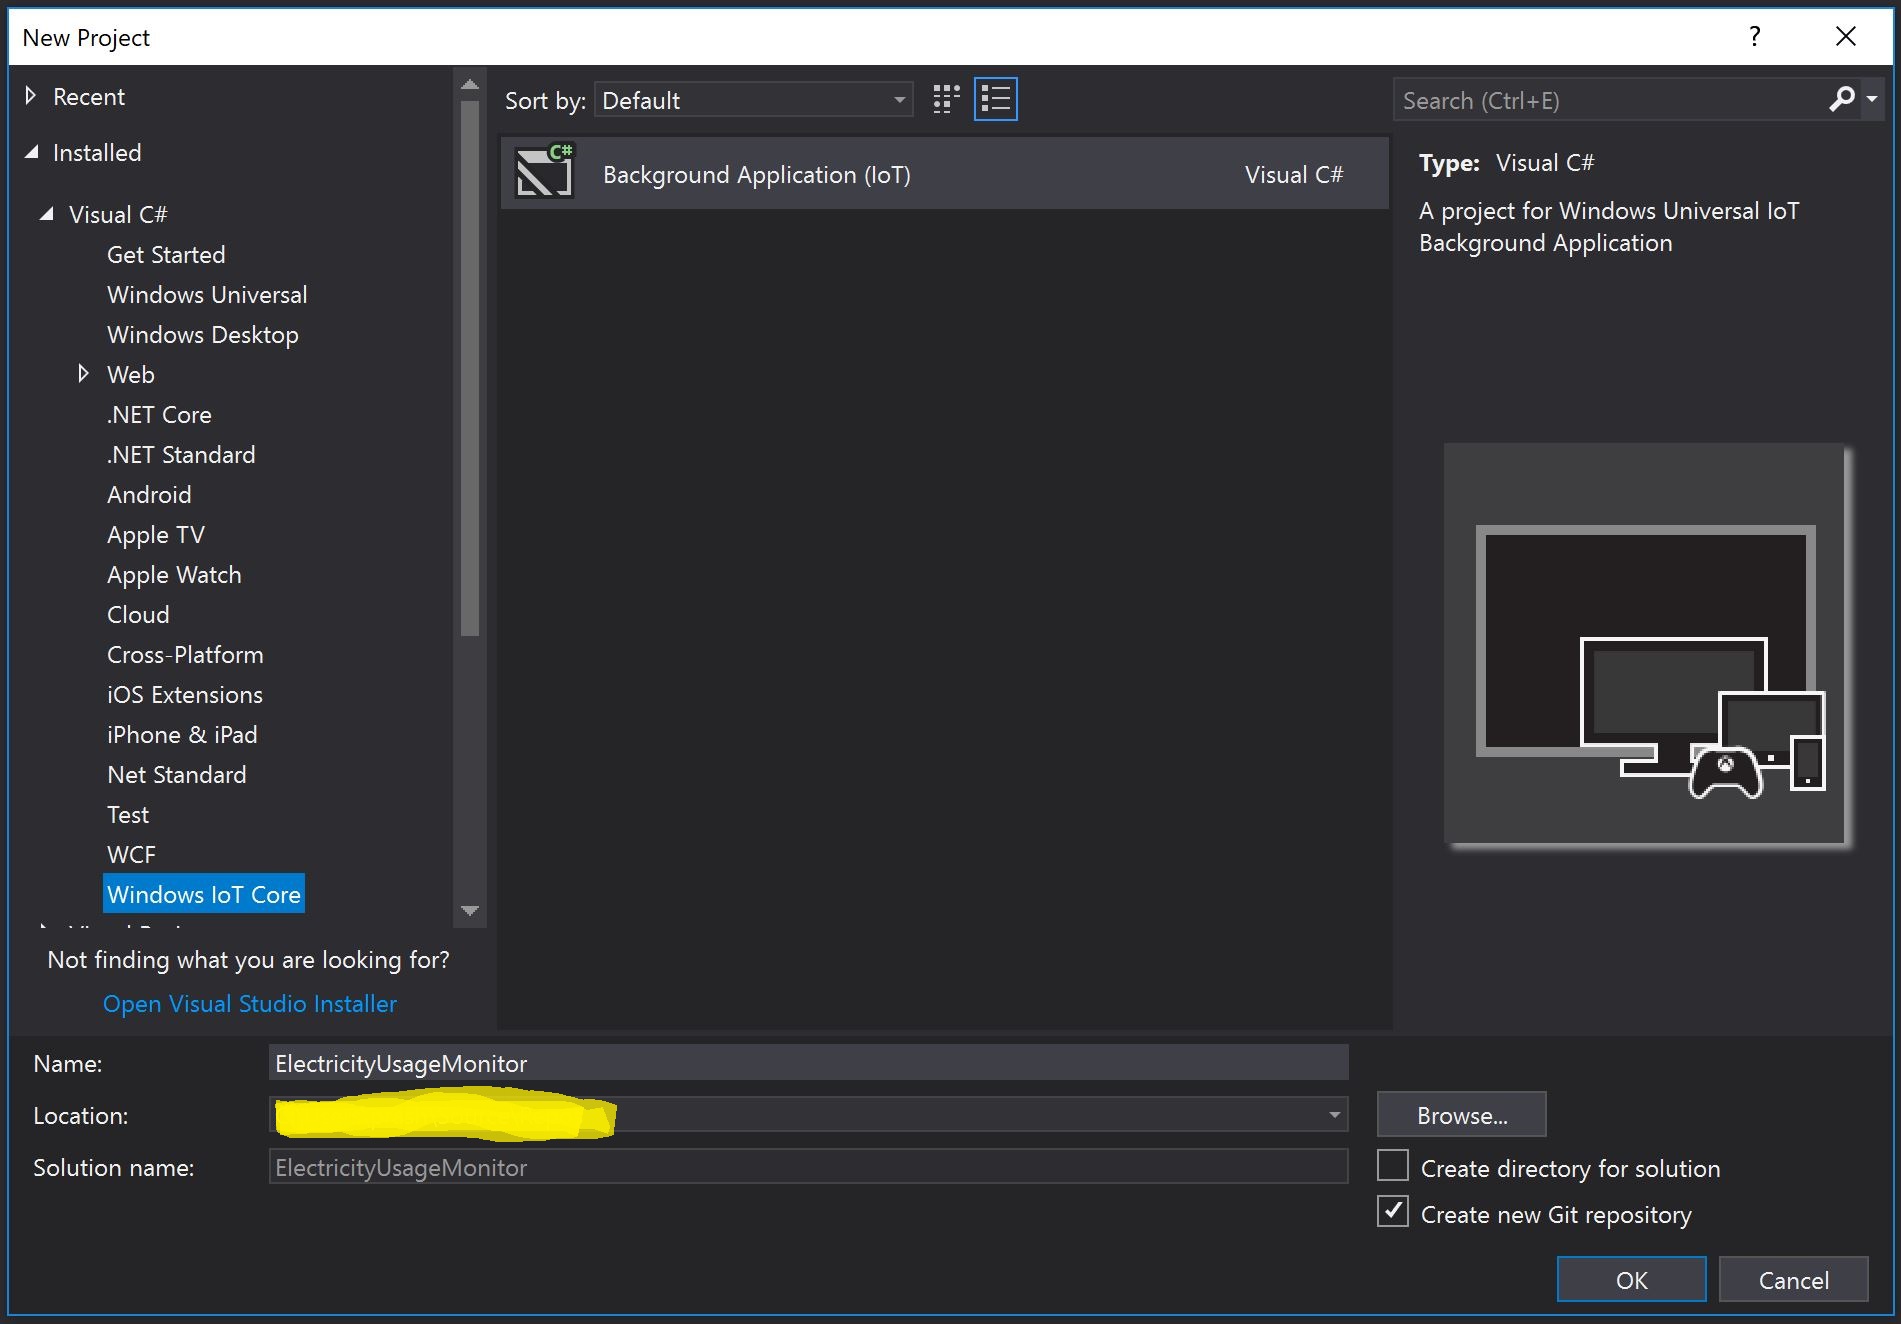 New Project
?
Recent
Installed
Visual C#
Get Started
Windows Universal
Windows Desktop
Web
.NET Core
.NET Standard
Android
Apple TV
Apple Watch
Cloud
Cross-Platform
iOS Extensions
iPhone & iPad
Net Standard
Test
WCF
Windows IoT Core
Not finding what you are looking for?
Open Visual Studio Installer
Sort by: Default
C#
Background Application (IoT) Visual C#
Search (Ctrl+E)
Type: Visual C#
A project for Windows Universal IoT
Background Application
Name: ElectricityUsageMonitor
Location:
Browse...
Solution name: ElectricityUsageMonitor
Create directory for solution
Create new Git repository
OK Cancel